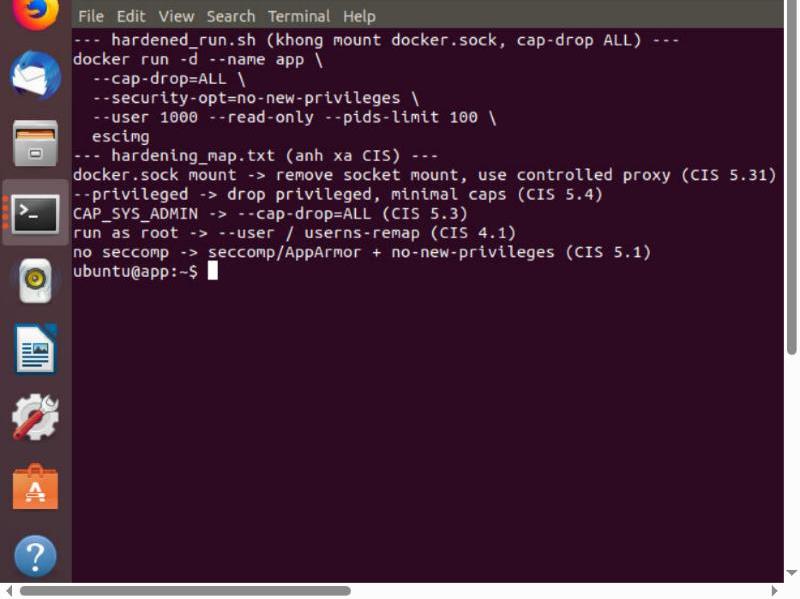 File Edit View Search Terminal Help
--- hardened_run.sh (khong mount docker.sock, cap-drop ALL) ---
docker run -d --name app \
  --cap-drop=ALL \
  --security-opt=no-new-privileges \
  --user 1000 --read-only --pids-limit 100 \
  escimg
--- hardening_map.txt (anh xa CIS) ---
docker.sock mount -> remove socket mount, use controlled proxy (CIS 5.31)
--privileged -> drop privileged, minimal caps (CIS 5.4)
CAP_SYS_ADMIN -> --cap-drop=ALL (CIS 5.3)
run as root -> --user / userns-remap (CIS 4.1)
no seccomp -> seccomp/AppArmor + no-new-privileges (CIS 5.1)
ubuntu@app:~$